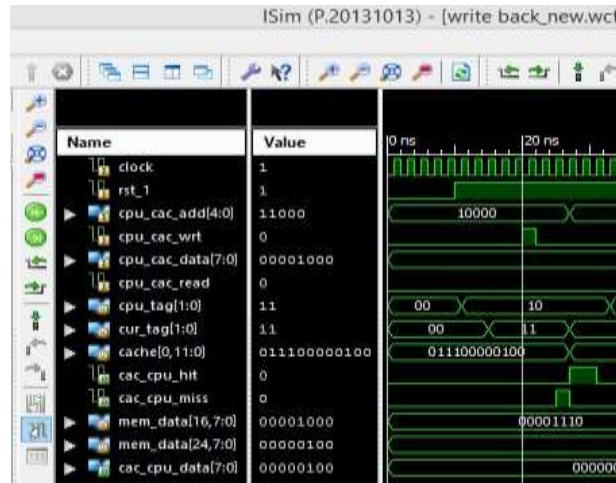 ISim (P.20131013) - [write back_new.wcf
Name Value
0 ns 20 ns
clock 1
rst_1 1
cpu_cac_add[4:0] 11000 10000
cpu_cac_wrt 0
cpu_cac_data[7:0] 00001000
cpu_cac_read 0
cpu_tag[1:0] 11 00 10
cur_tag[1:0] 11 00 11
cache[0,11:0] 011100000100 011100000100
cac_cpu_hit 0
cac_cpu_miss 0
mem_data[16,7:0] 00001000 00001110
mem_data[24,7:0] 00000100
cac_cpu_data[7:0] 00000100 000000